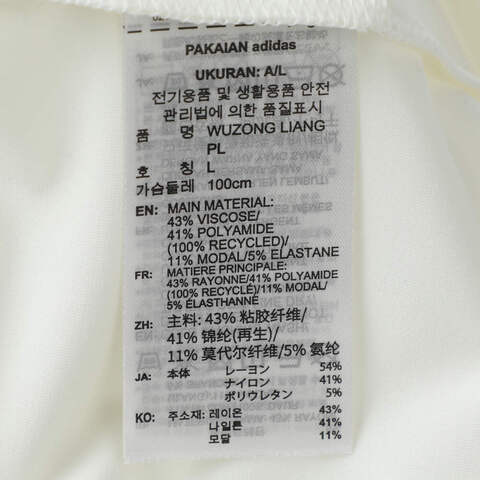 PAKAIAN adidas
UKURAN: A/L
전기용품 및 생활용품 안전
관리법에 의한 품질표시
품 명 WUZONG LIANG
PL
호 칭 L
가슴둘레 100cm
EN: MAIN MATERIAL:
43% VISCOSE/
41% POLYAMIDE
(100% RECYCLED)/
11% MODAL/5% ELASTANE
FR: MATIERE PRINCIPALE:
43% RAYONNE/41% POLYAMIDE
(100% RECYCLÉ)/11% MODAL/
5% ÉLASTHANNE
ZH: 主料: 43% 粘胶纤维/
41% 锦纶(再生)/
11% 莫代尔纤维/5% 氨纶
JA: 本体 レーヨン 54%
ナイロン 41%
ポリウレタン 5%
KO: 주소재: 레이온 43%
나일론 41%
모달 11%